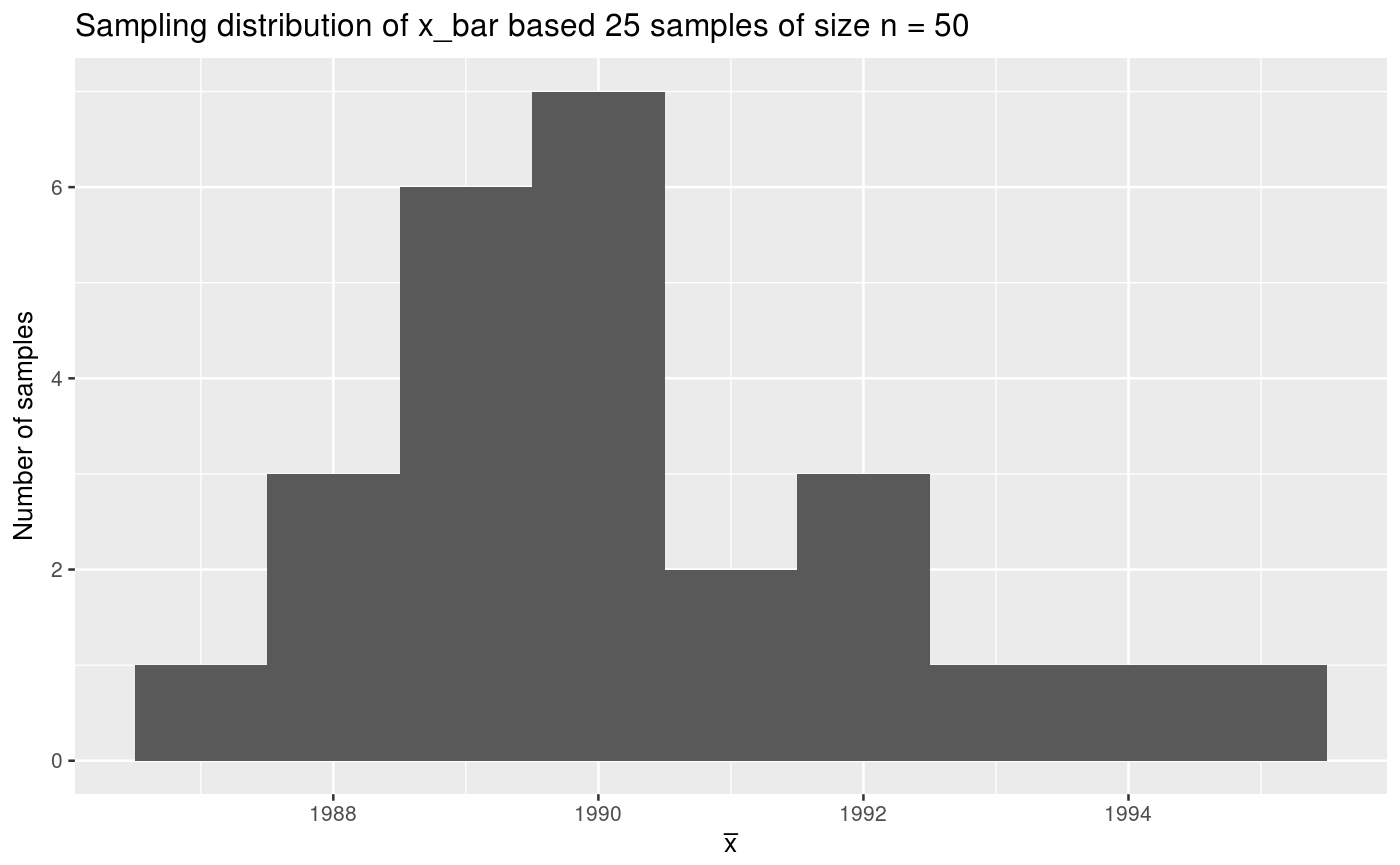 Sampling distribution of x_bar based 25 samples of size n = 50
Number of samples
6
4
2
0
1988
1990
1992
1994
x̅